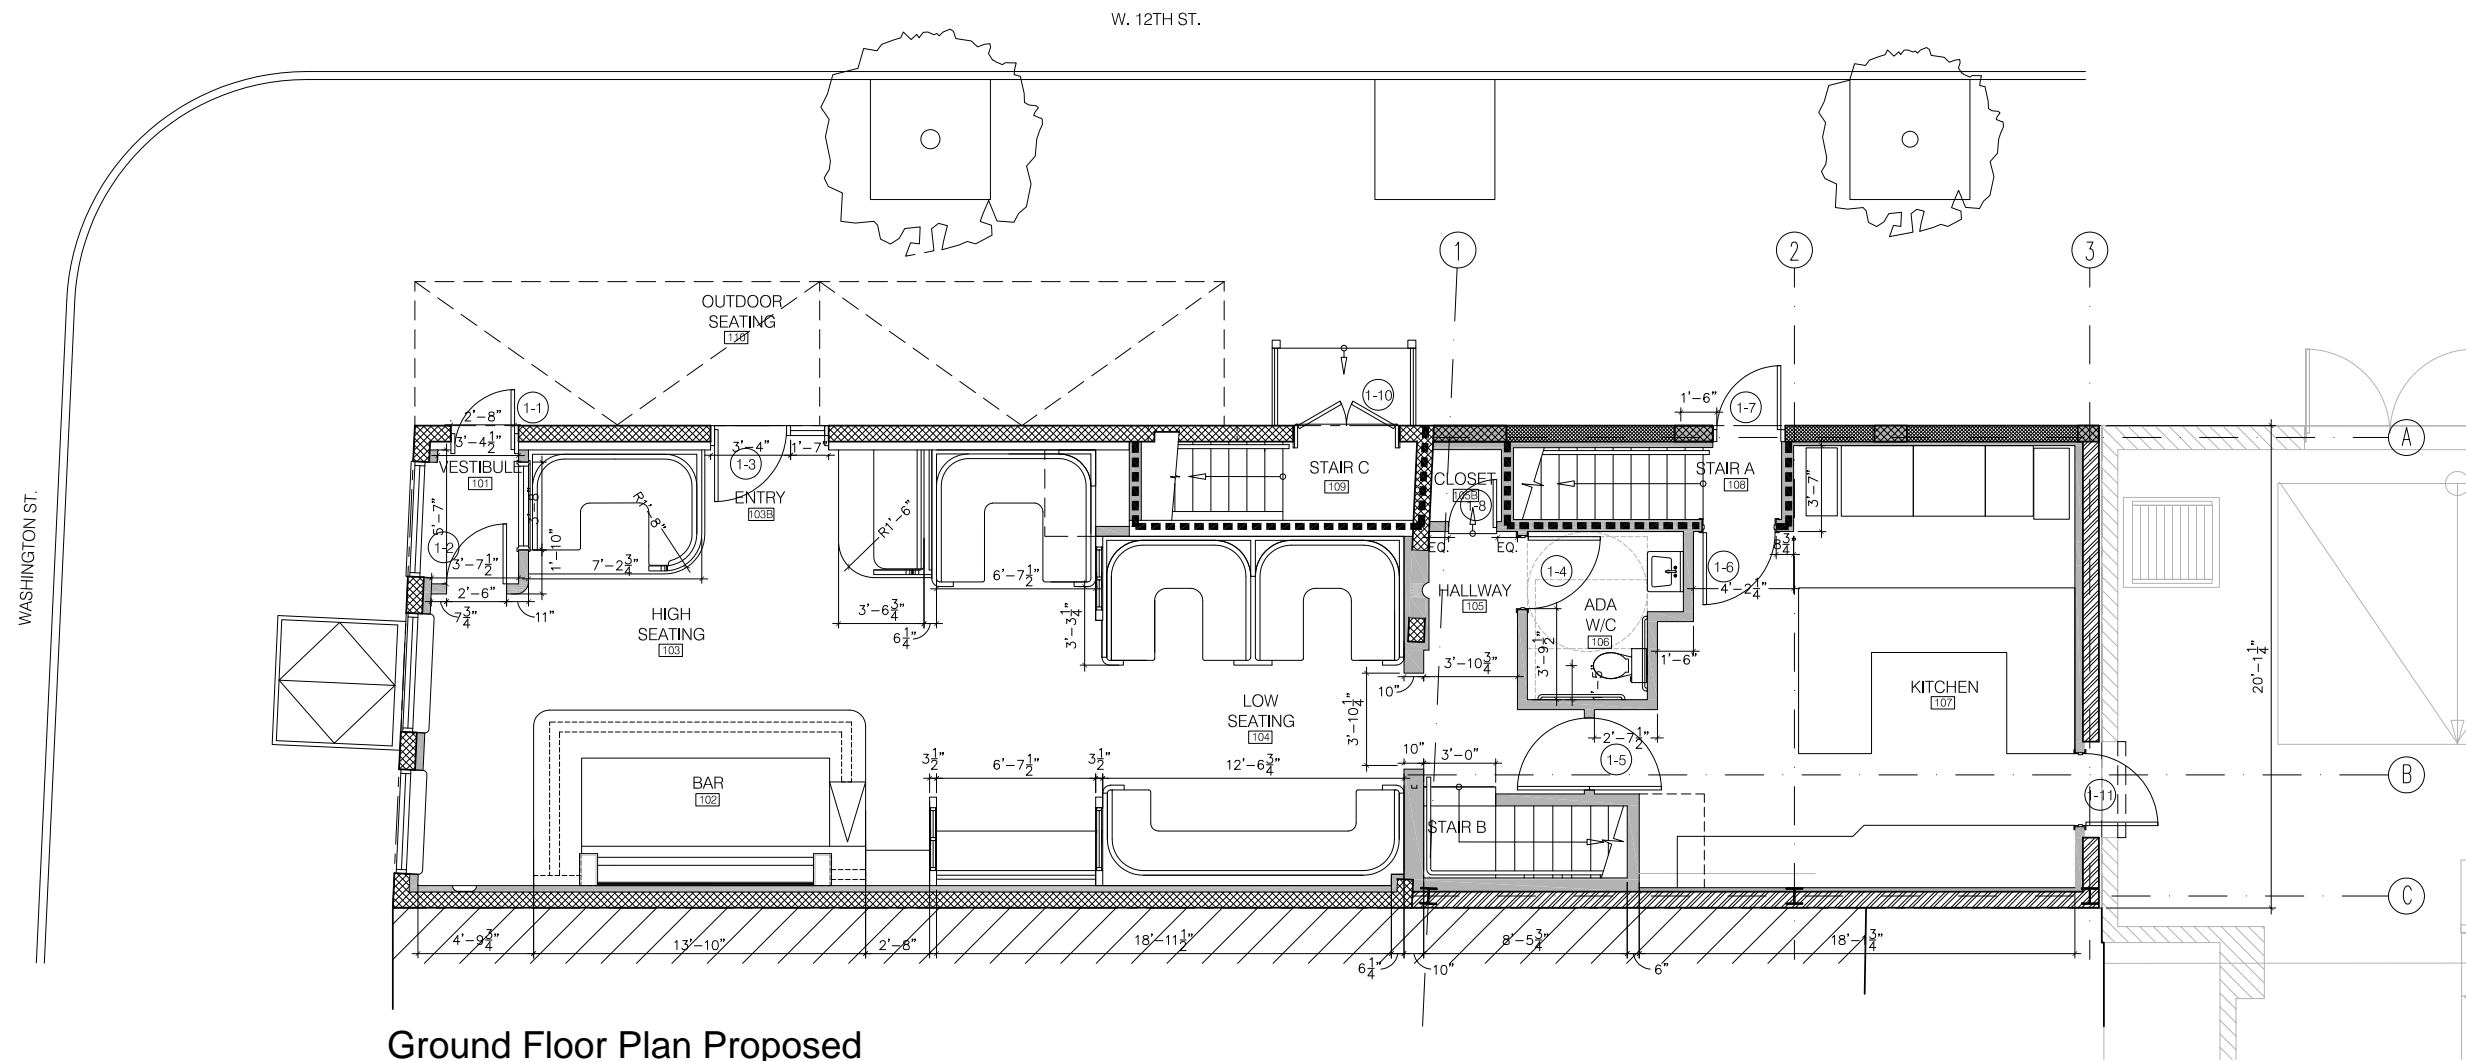 W. 12TH ST.
WASHINGTON ST.
1
2
3
A
B
C
OUTDOOR
SEATING
110
1-1
2'-8"
3'-4 1/2"
VESTIBULE
101
5'-7"
1-2
3'-7 1/2"
2'-6"
7 3/4"
11"
3'-8"
1'-10"
R1'-8"
7'-2 3/4"
3'-4"
1'-7"
1-3
ENTRY
103B
R1'-6"
3'-6 3/4"
6 1/4"
6'-7 1/2"
3'-3 1/4"
STAIR C
109
1-10
CLOSET
105B
1-8
EQ.
EQ.
STAIR A
108
1'-6"
1-7
3'-7"
1-6
4'-2 1/4"
HALLWAY
105
1-4
ADA
W/C
106
3'-9 1/2"
1'-6"
3'-10 3/4"
10"
3'-10 1/4"
2'-7 1/2"
1-5
HIGH
SEATING
103
LOW
SEATING
104
KITCHEN
107
20'-1 1/4"
BAR
102
3 1/2"
6'-7 1/2"
3 1/2"
12'-6 3/4"
10"
3'-0"
STAIR B
1-11
4'-9 3/4"
13'-10"
2'-8"
18'-11 1/2"
6 1/4"
10"
8'-5 3/4"
6"
18'-1 3/4"
Ground Floor Plan Proposed